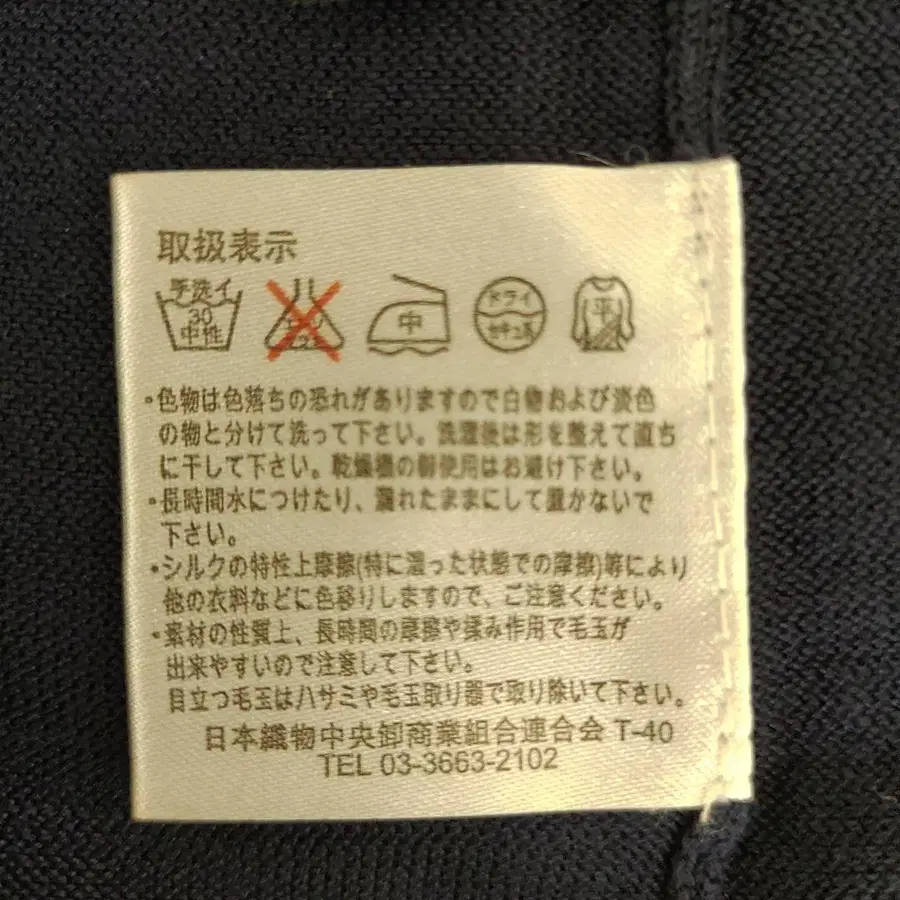 取扱表示
手洗イ 30 中性
中
ドライ セキユ系
平
・色物は色落ちの恐れがありますので白物および淡色
の物と分けて洗って下さい。洗濯後は形を整えて直ち
に干して下さい。乾燥機の御使用はお避け下さい。
・長時間水につけたり、濡れたままにして置かないで
下さい。
・シルクの特性上摩擦(特に湿った状態での摩擦)等により
他の衣料などに色移りしますので、ご注意ください。
・素材の性質上、長時間の摩擦や揉み作用で毛玉が
出来やすいので注意して下さい。
目立つ毛玉はハサミや毛玉取り器で取り除いて下さい。
日本織物中央卸商業組合連合会 T-40
TEL 03-3663-2102